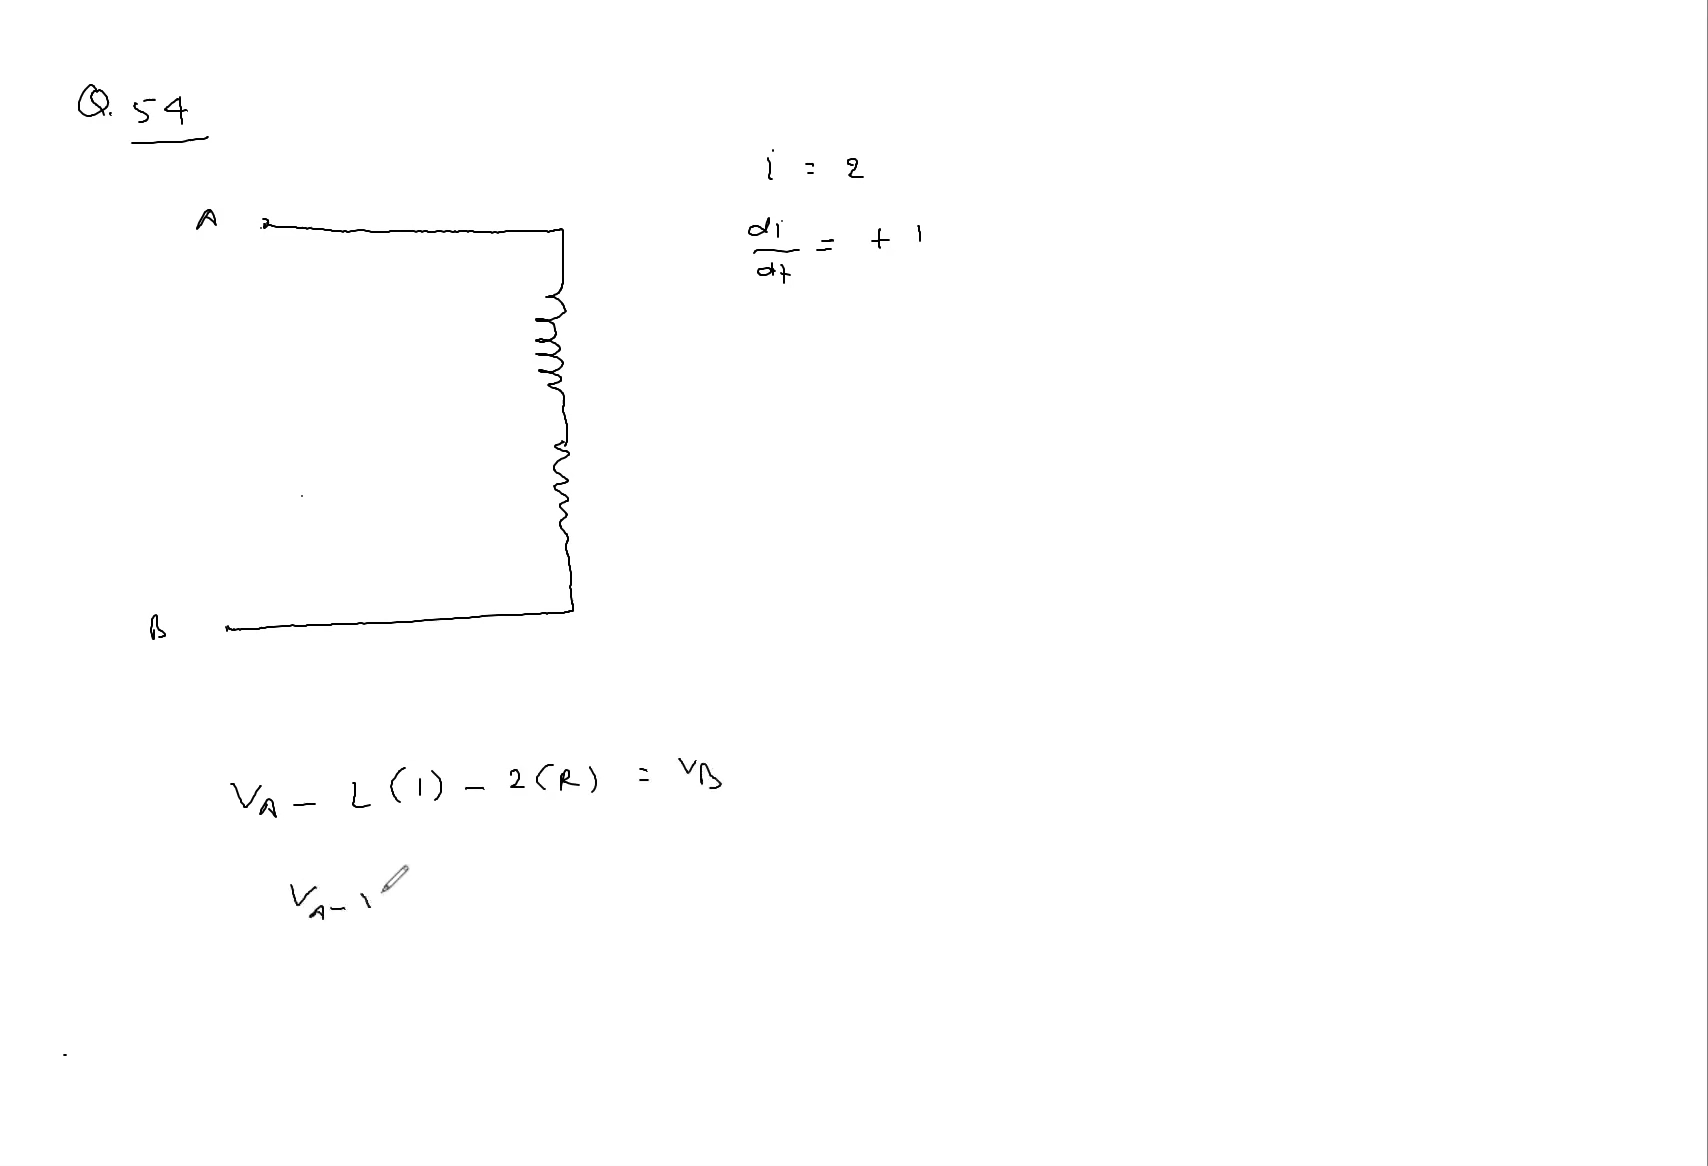 Q. 54
i = 2
di/dt = + 1
A
B
VA - L (1) - 2(R) = VB
VA - 1